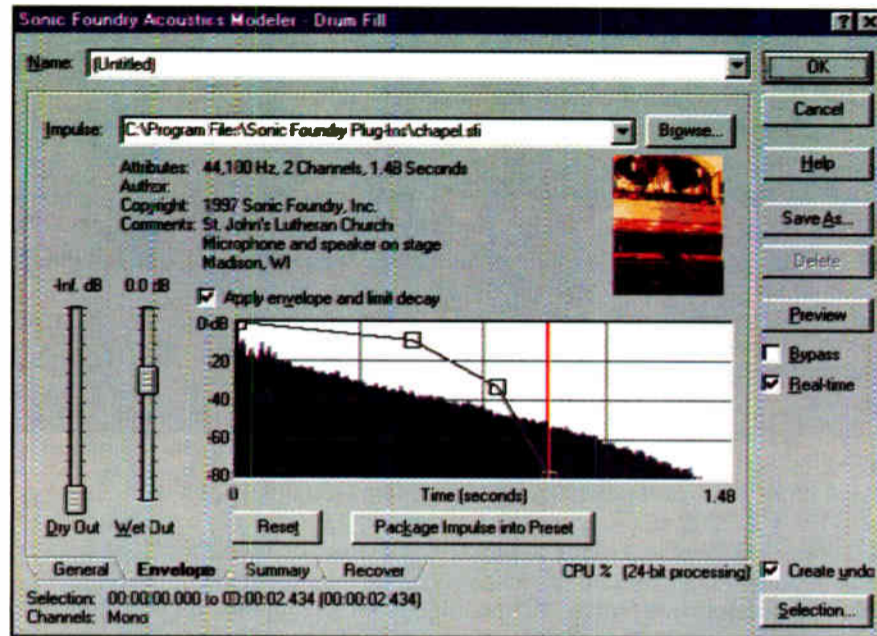 Sonic Foundry Acoustics Modeler - Drum Fill
Name: (Untitled)
OK
Cancel
Impulse: C:\Program Files\Sonic Foundry Plug-Ins\chapel.sfi Browse...
Attributes: 44,100 Hz, 2 Channels, 1.48 Seconds
Author:
Copyright: 1997 Sonic Foundry, Inc.
Comments: St. John's Lutheran Church
Microphone and speaker on stage
Madison, WI
Help
Save As...
Delete
-Inf. dB 0.0 dB
Apply envelope and limit decay
Preview
Bypass
Real-time
0 dB
-20
-40
-60
-80
0 Time (seconds) 1.48
Dry Out Wet Out
Reset Package Impulse into Preset
General Envelope Summary Recover CPU % (24-bit processing) Create undo
Selection: 00:00:00.000 to 00:00:02.434 (00:00:02.434)
Channels: Mono
Selection...